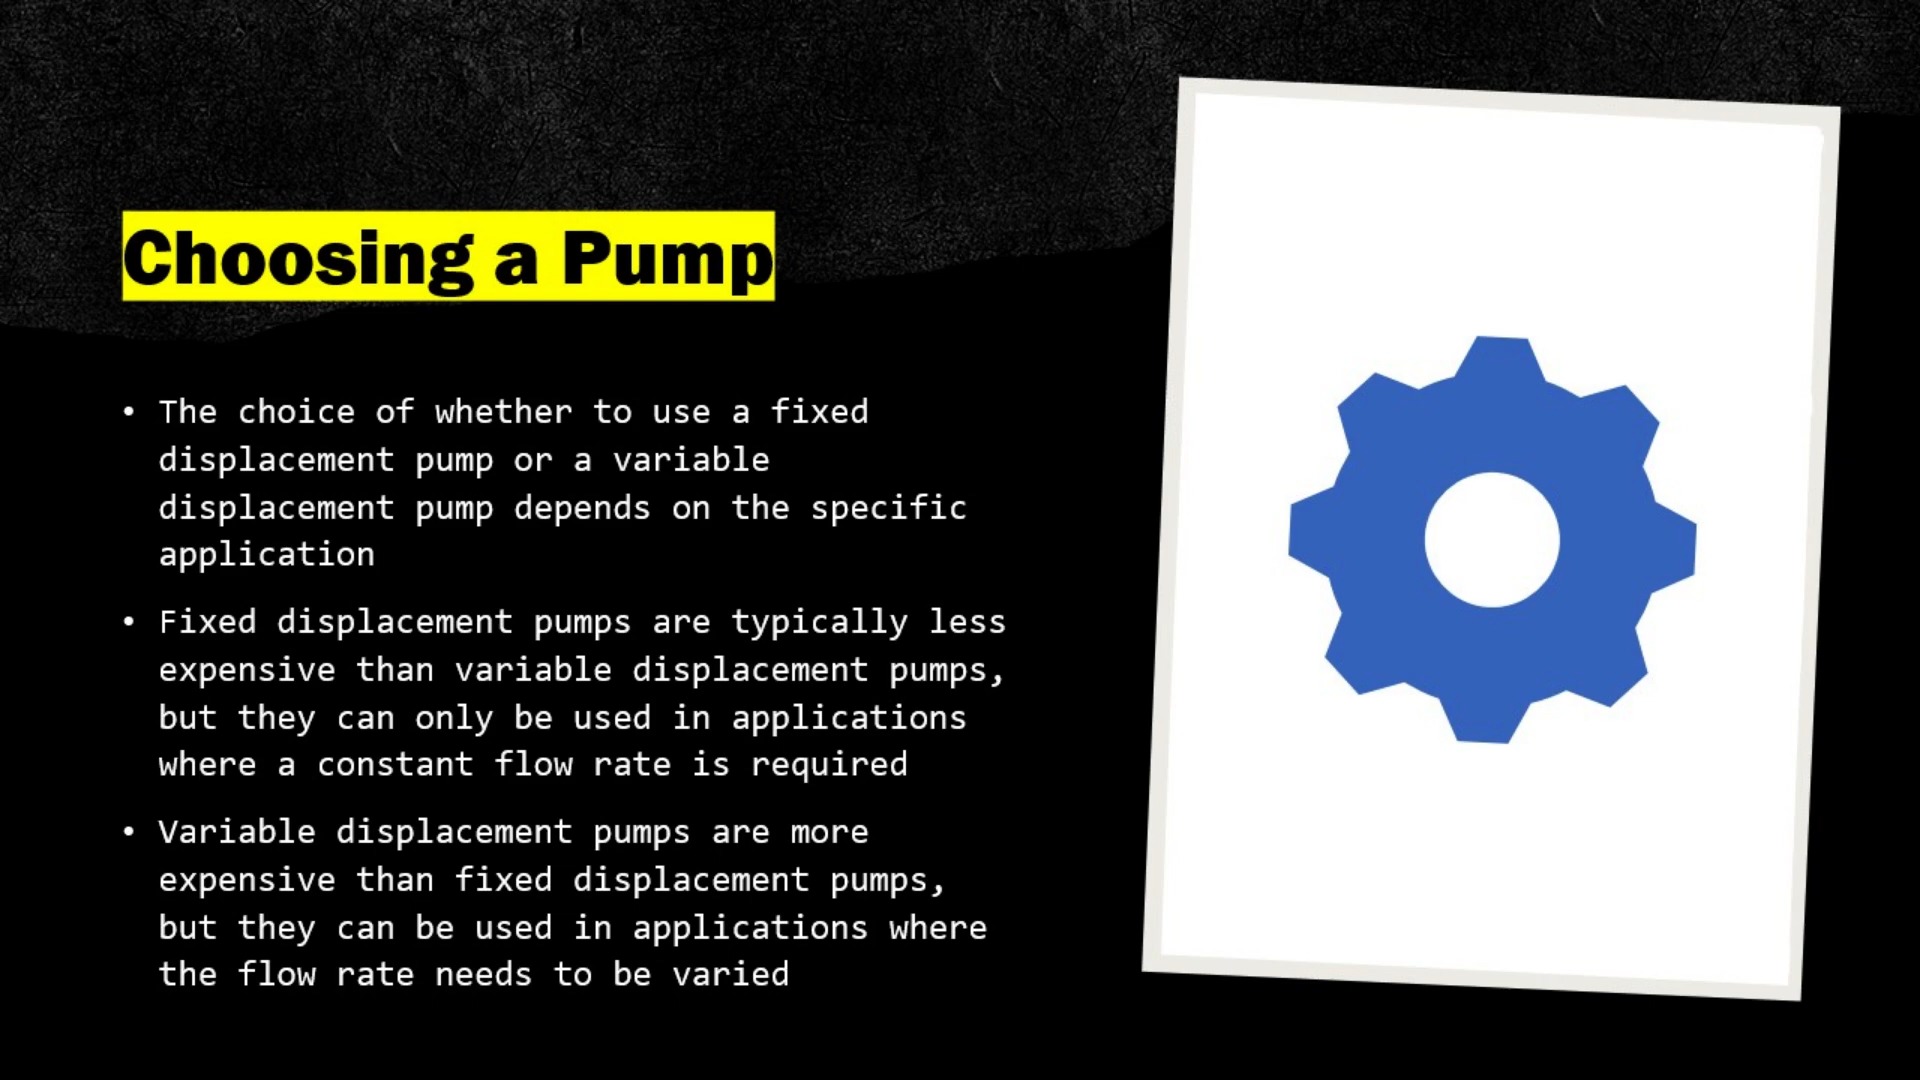 Choosing a Pump
• The choice of whether to use a fixed
displacement pump or a variable
displacement pump depends on the specific
application
• Fixed displacement pumps are typically less
expensive than variable displacement pumps,
but they can only be used in applications
where a constant flow rate is required
• Variable displacement pumps are more
expensive than fixed displacement pumps,
but they can be used in applications where
the flow rate needs to be varied